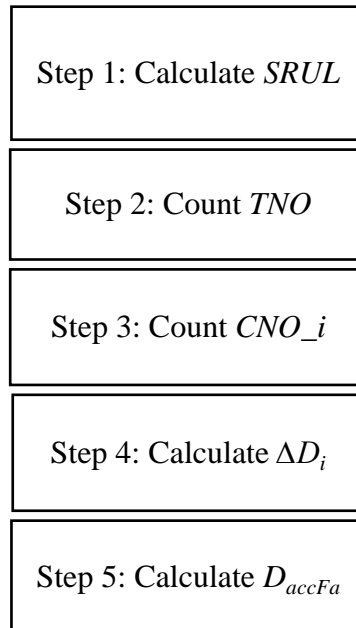 Step 1: Calculate SRUL
Step 2: Count TNO
Step 3: Count CNO_i
Step 4: Calculate ΔD_i
Step 5: Calculate D_accFa